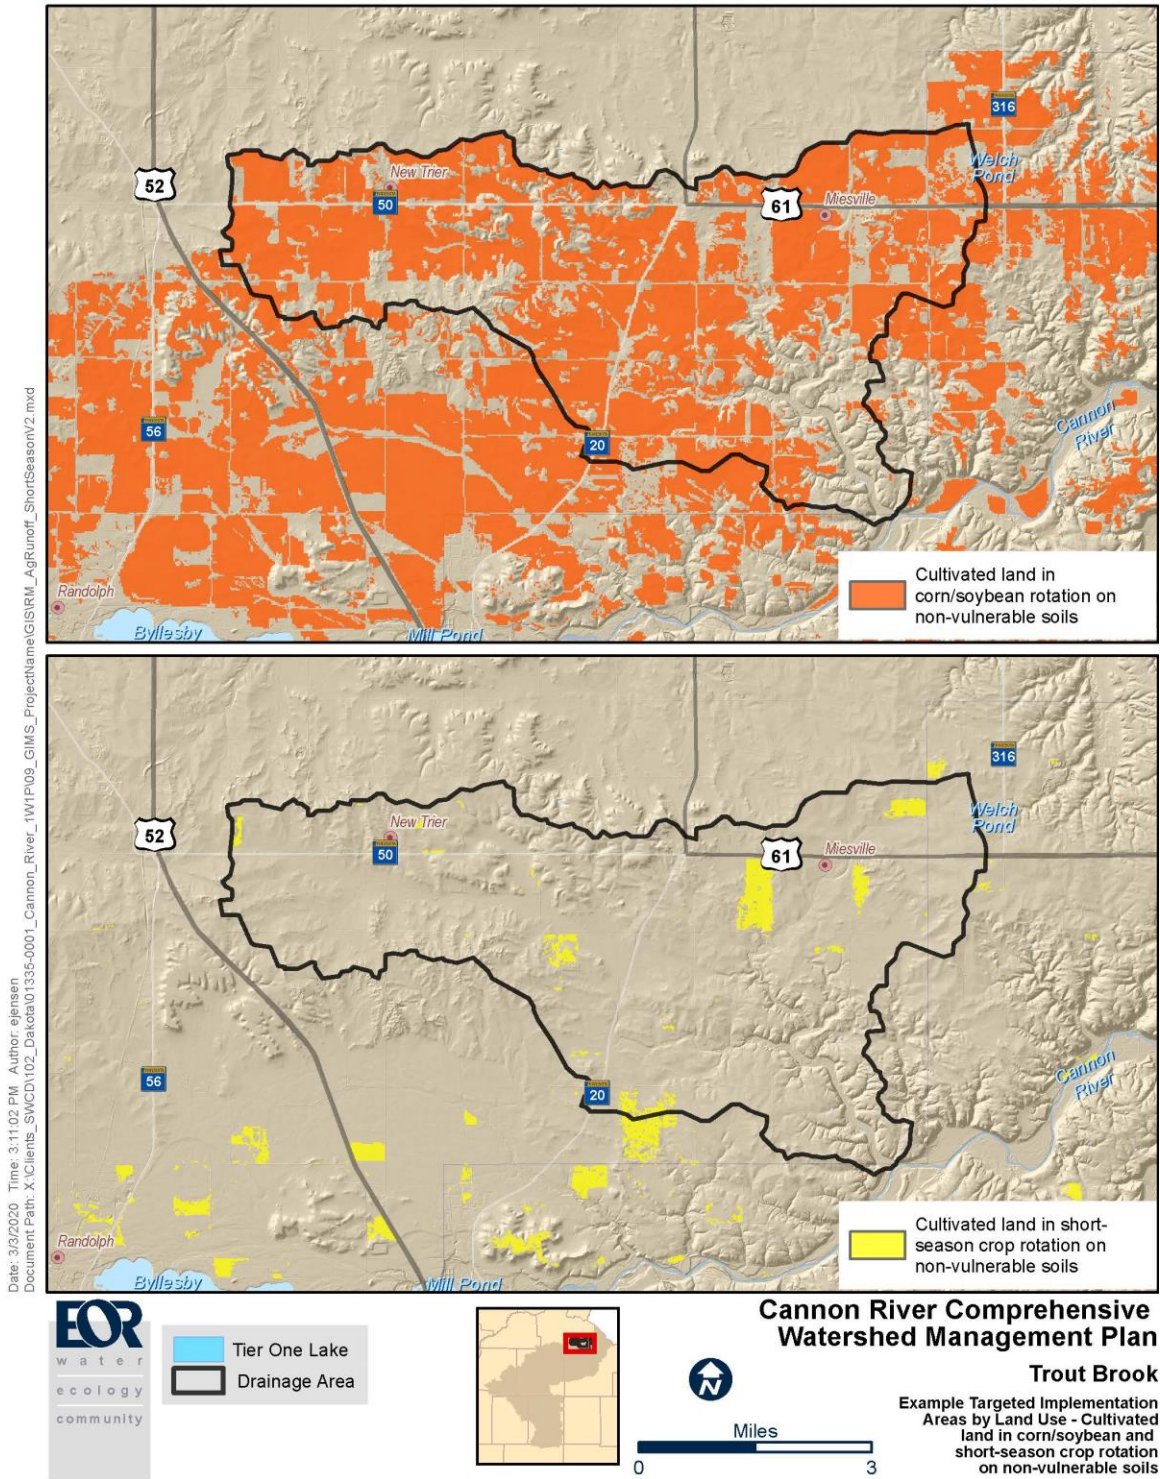 52
New Trier
50
61
Miesville
316
Welch
Pond
56
20
Cannon
River
Randolph
Byllesby
Mill Pond
Cultivated land in
corn/soybean rotation on
non-vulnerable soils
52
New Trier
50
61
Miesville
316
Welch
Pond
56
20
Cannon
River
Randolph
Byllesby
Mill Pond
Cultivated land in short-
season crop rotation on
non-vulnerable soils
Date: 3/3/2020 Time: 3:11:02 PM Author: ejensen
Document Path: X:\Clients_SWCD\102_Dakota\01335-0001_Cannon_River_1W1P\09_GIMS_ProjectName\GIS\RM_AgRunoff_ShortSeasonV2.mxd
EOR
water
ecology
community
Tier One Lake
Drainage Area
N
Miles
0 3
Cannon River Comprehensive
Watershed Management Plan
Trout Brook
Example Targeted Implementation
Areas by Land Use - Cultivated
land in corn/soybean and
short-season crop rotation
on non-vulnerable soils